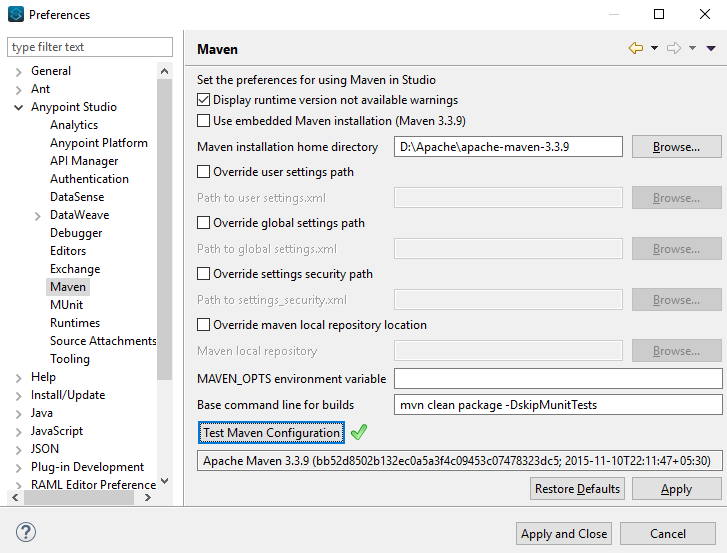 Preferences
type filter text
General
Ant
Anypoint Studio
Analytics
Anypoint Platform
API Manager
Authentication
DataSense
DataWeave
Debugger
Editors
Exchange
Maven
MUnit
Runtimes
Source Attachments
Tooling
Help
Install/Update
Java
JavaScript
JSON
Plug-in Development
RAML Editor Preference
Maven
Set the preferences for using Maven in Studio
Display runtime version not available warnings
Use embedded Maven installation (Maven 3.3.9)
Maven installation home directory D:\Apache\apache-maven-3.3.9 Browse...
Override user settings path
Path to user settings.xml Browse...
Override global settings path
Path to global settings.xml Browse...
Override settings security path
Path to settings_security.xml Browse...
Override maven local repository location
Maven local repository Browse...
MAVEN_OPTS environment variable
Base command line for builds mvn clean package -DskipMunitTests
Test Maven Configuration
Apache Maven 3.3.9 (bb52d8502b132ec0a5a3f4c09453c07478323dc5; 2015-11-10T22:11:47+05:30)
Restore Defaults Apply
? Apply and Close Cancel